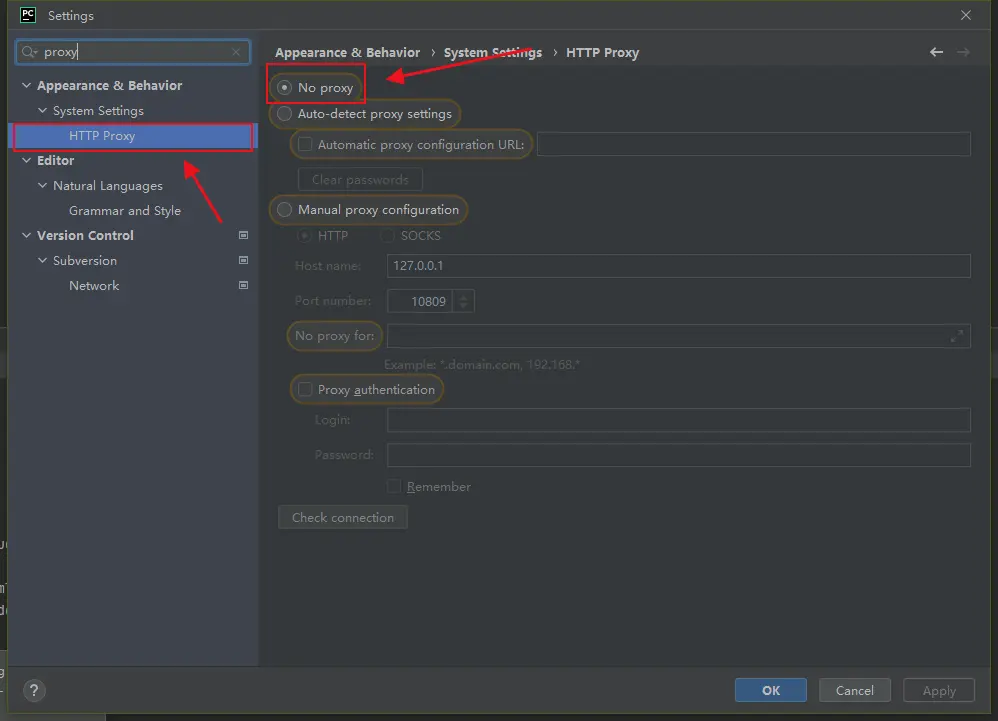 PC Settings
proxy
Appearance & Behavior
System Settings
HTTP Proxy
Editor
Natural Languages
Grammar and Style
Version Control
Subversion
Network
Appearance & Behavior › System Settings › HTTP Proxy
No proxy
Auto-detect proxy settings
Automatic proxy configuration URL:
Clear passwords
Manual proxy configuration
HTTP SOCKS
Host name: 127.0.0.1
Port number: 10809
No proxy for:
Example: *.domain.com, 192.168.*
Proxy authentication
Login:
Password:
Remember
Check connection
? OK Cancel Apply